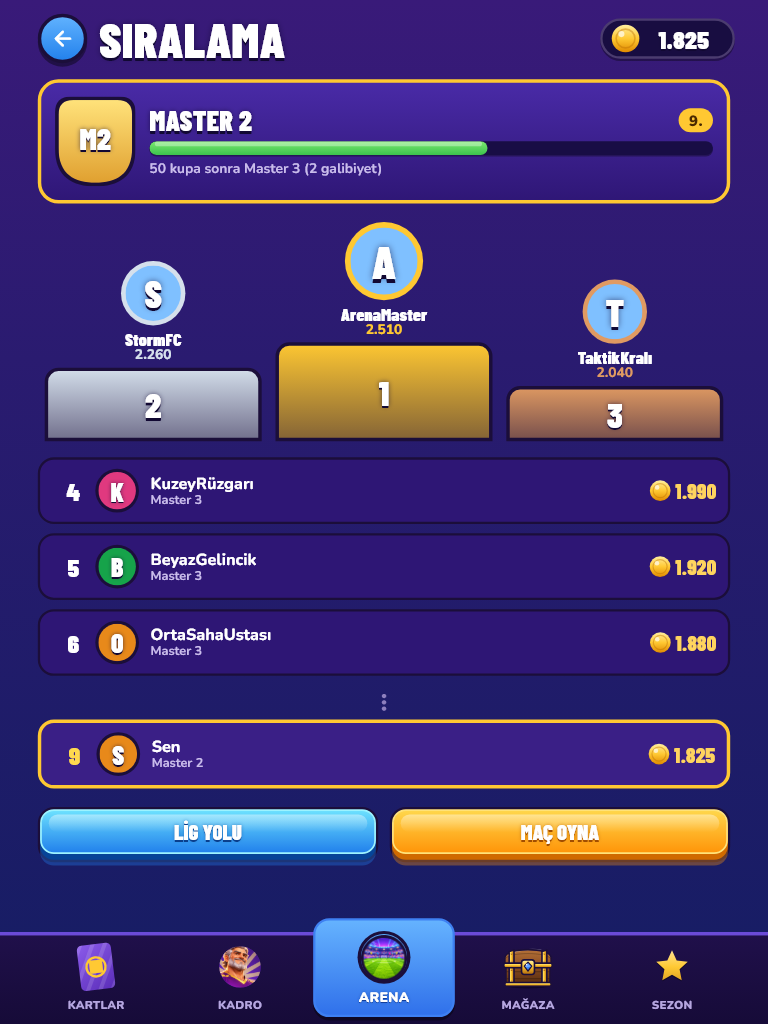 SIRALAMA
1.825
M2
MASTER 2
9.
50 kupa sonra Master 3 (2 galibiyet)
A
ArenaMaster
2.510
1
S
StormFC
2.260
2
T
TaktikKralı
2.040
3
4 K KuzeyRüzgarı 1.990
Master 3
5 B BeyazGelincik 1.920
Master 3
6 O OrtaSahaUstası 1.880
Master 3
9 S Sen 1.825
Master 2
LİG YOLU
MAÇ OYNA
KARTLAR
KADRO
ARENA
MAĞAZA
SEZON